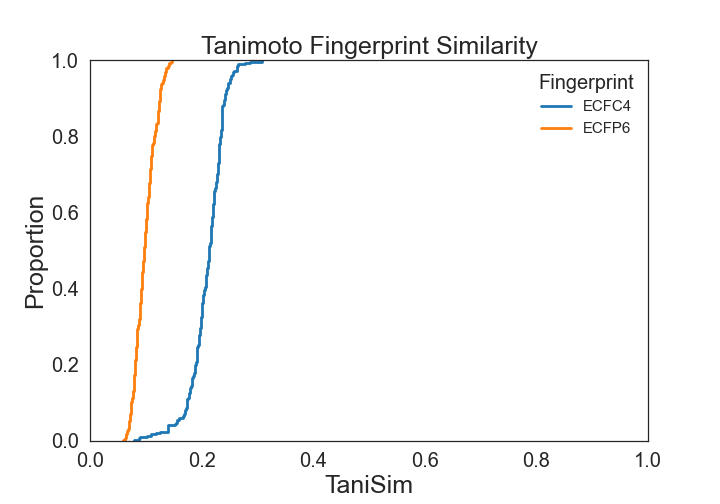 Tanimoto Fingerprint Similarity
Fingerprint
ECFC4
ECFP6
Proportion
1.0
0.8
0.6
0.4
0.2
0.0
0.0 0.2 0.4 0.6 0.8 1.0
TaniSim